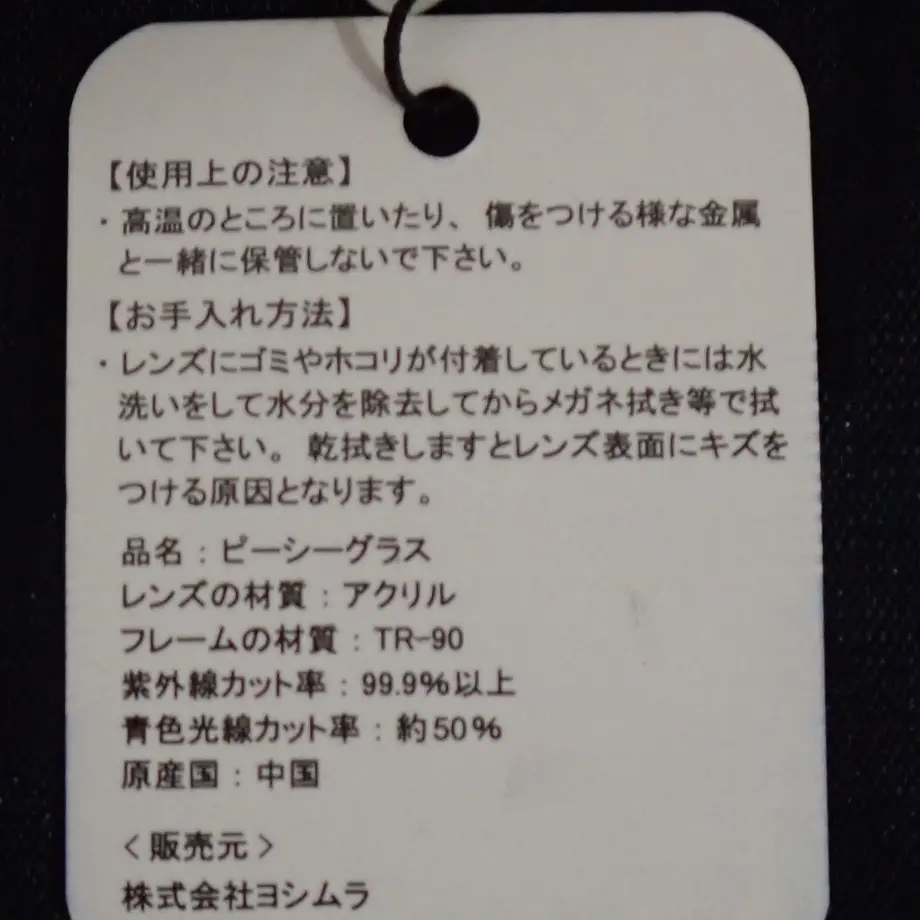 【使用上の注意】
・高温のところに置いたり、傷をつける様な金属
と一緒に保管しないで下さい。
【お手入れ方法】
・レンズにゴミやホコリが付着しているときには水
洗いをして水分を除去してからメガネ拭き等で拭
いて下さい。乾拭きしますとレンズ表面にキズを
つける原因となります。
品名:ピーシーグラス
レンズの材質:アクリル
フレームの材質:TR-90
紫外線カット率:99.9%以上
青色光線カット率:約50%
原産国:中国
<販売元>
株式会社ヨシムラ